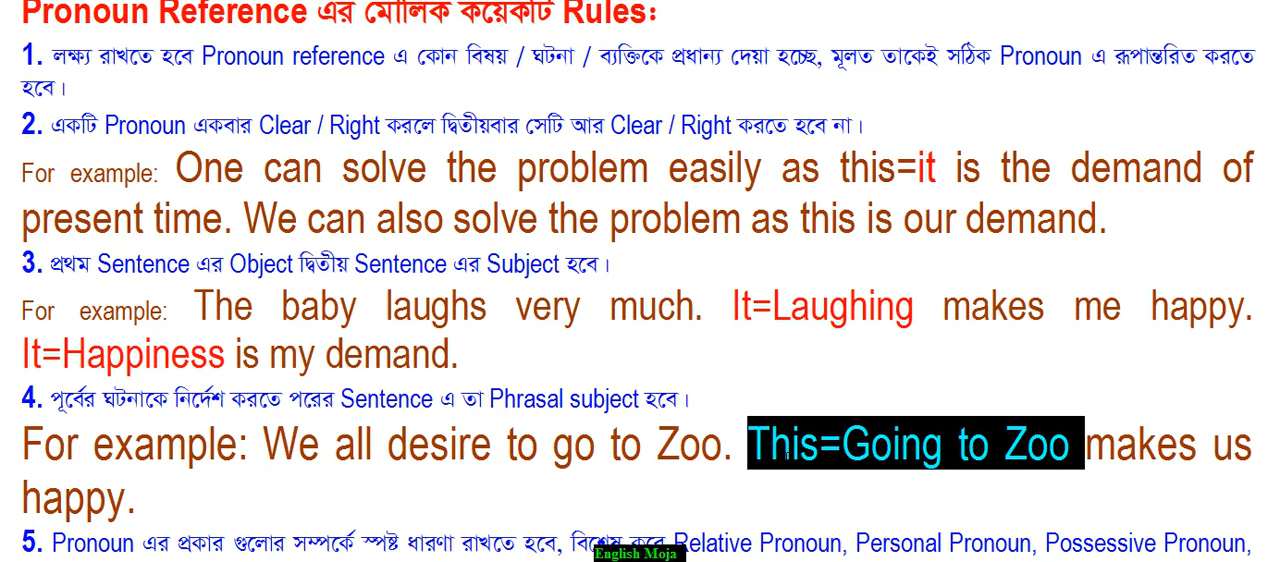 Pronoun Reference এর মৌলিক কয়েকটি Rules:
1. লক্ষ্য রাখতে হবে Pronoun reference এ কোন বিষয় / ঘটনা / ব্যক্তিকে প্রধান্য দেয়া হচ্ছে, মূলত তাকেই সঠিক Pronoun এ রূপান্তরিত করতে
হবে।
2. একটি Pronoun একবার Clear / Right করলে দ্বিতীয়বার সেটি আর Clear / Right করতে হবে না।
For example: One can solve the problem easily as this=it is the demand of
present time. We can also solve the problem as this is our demand.
3. প্রথম Sentence এর Object দ্বিতীয় Sentence এর Subject হবে।
For example: The baby laughs very much. It=Laughing makes me happy.
It=Happiness is my demand.
4. পূর্বের ঘটনাকে নির্দেশ করতে পরের Sentence এ তা Phrasal subject হবে।
For example: We all desire to go to Zoo. This=Going to Zoo makes us
happy.
5. Pronoun এর প্রকার গুলোর সম্পর্কে স্পষ্ট ধারণা রাখতে হবে, বিশেষ করে Relative Pronoun, Personal Pronoun, Possessive Pronoun,
English Moja